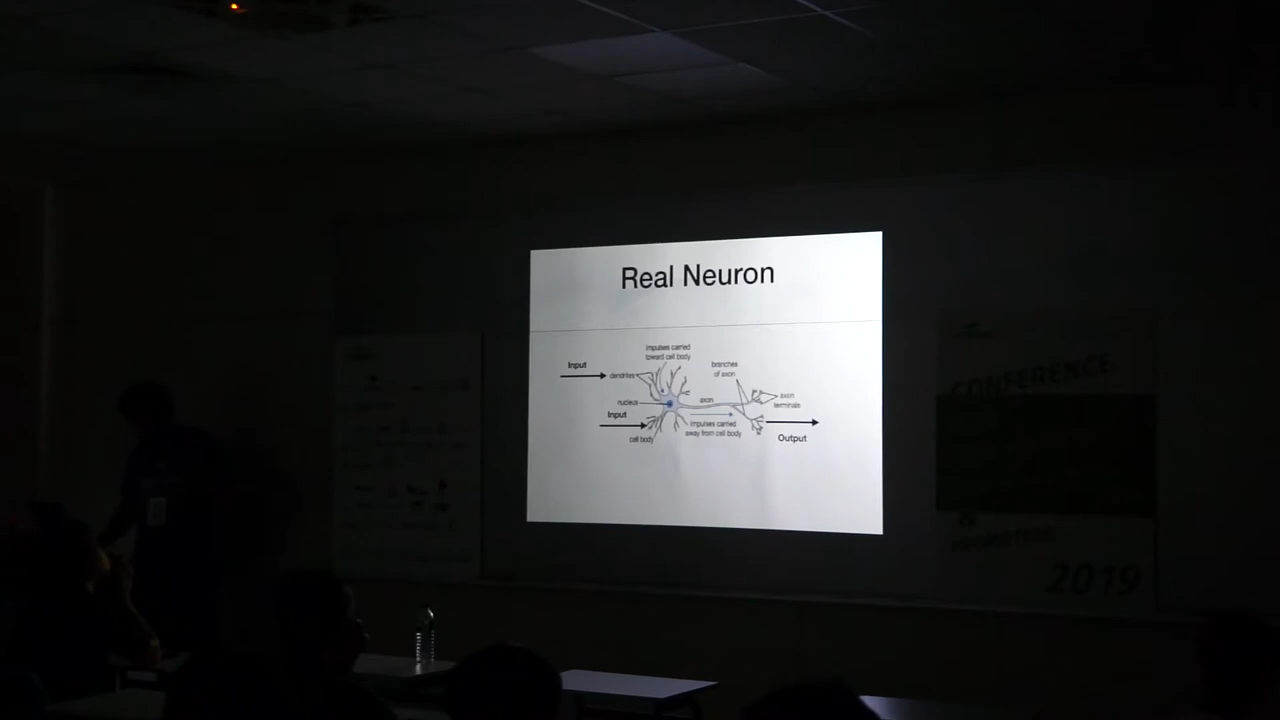 Real Neuron
impulses carried
toward cell body
Input
dendrites
branches
of axon
nucleus
axon
axon
terminals
Input
cell body
impulses carried
away from cell body
Output
CONFERENCE
2019